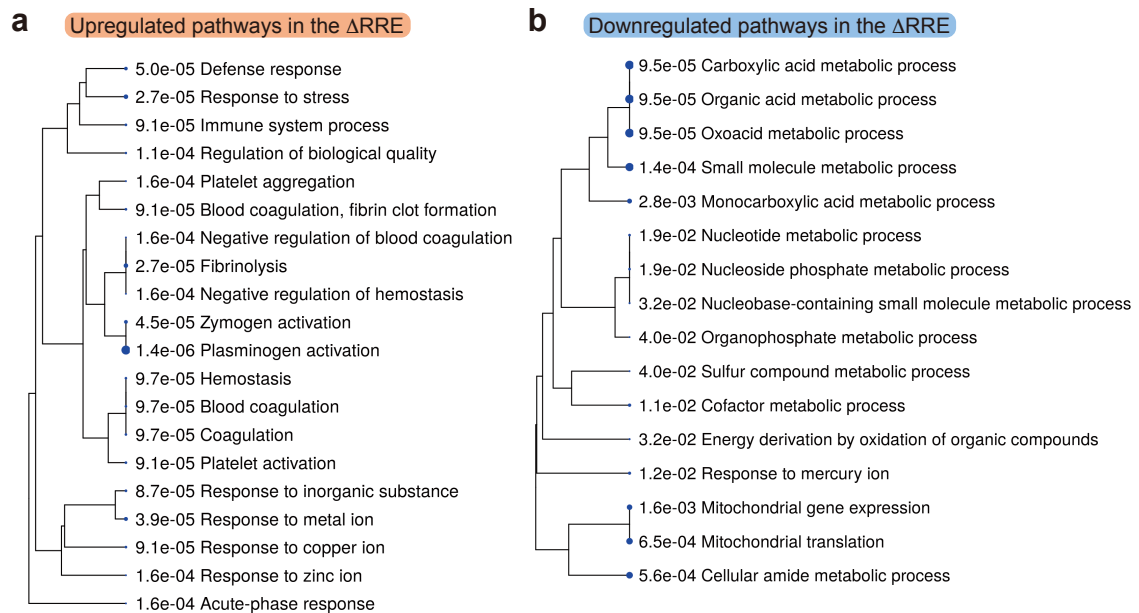 a
Upregulated pathways in the ΔRRE
5.0e-05 Defense response
2.7e-05 Response to stress
9.1e-05 Immune system process
1.1e-04 Regulation of biological quality
1.6e-04 Platelet aggregation
9.1e-05 Blood coagulation, fibrin clot formation
1.6e-04 Negative regulation of blood coagulation
2.7e-05 Fibrinolysis
1.6e-04 Negative regulation of hemostasis
4.5e-05 Zymogen activation
1.4e-06 Plasminogen activation
9.7e-05 Hemostasis
9.7e-05 Blood coagulation
9.7e-05 Coagulation
9.1e-05 Platelet activation
8.7e-05 Response to inorganic substance
3.9e-05 Response to metal ion
9.1e-05 Response to copper ion
1.6e-04 Response to zinc ion
1.6e-04 Acute-phase response
b
Downregulated pathways in the ΔRRE
9.5e-05 Carboxylic acid metabolic process
9.5e-05 Organic acid metabolic process
9.5e-05 Oxoacid metabolic process
1.4e-04 Small molecule metabolic process
2.8e-03 Monocarboxylic acid metabolic process
1.9e-02 Nucleotide metabolic process
1.9e-02 Nucleoside phosphate metabolic process
3.2e-02 Nucleobase-containing small molecule metabolic process
4.0e-02 Organophosphate metabolic process
4.0e-02 Sulfur compound metabolic process
1.1e-02 Cofactor metabolic process
3.2e-02 Energy derivation by oxidation of organic compounds
1.2e-02 Response to mercury ion
1.6e-03 Mitochondrial gene expression
6.5e-04 Mitochondrial translation
5.6e-04 Cellular amide metabolic process